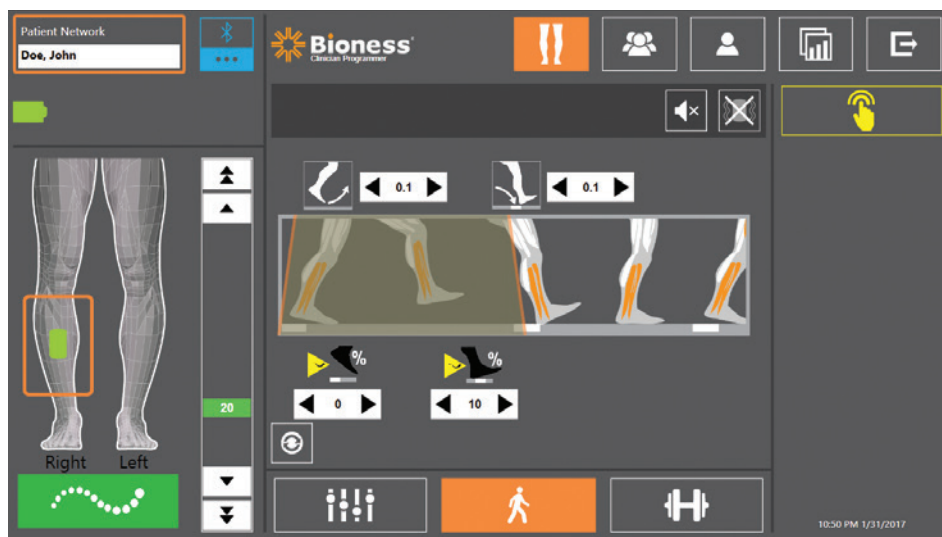 Patient Network
Doe, John
Bioness
Clinician Programmer
0.1
0.1
%
%
0
10
20
Right
Left
10:50 PM 1/31/2017